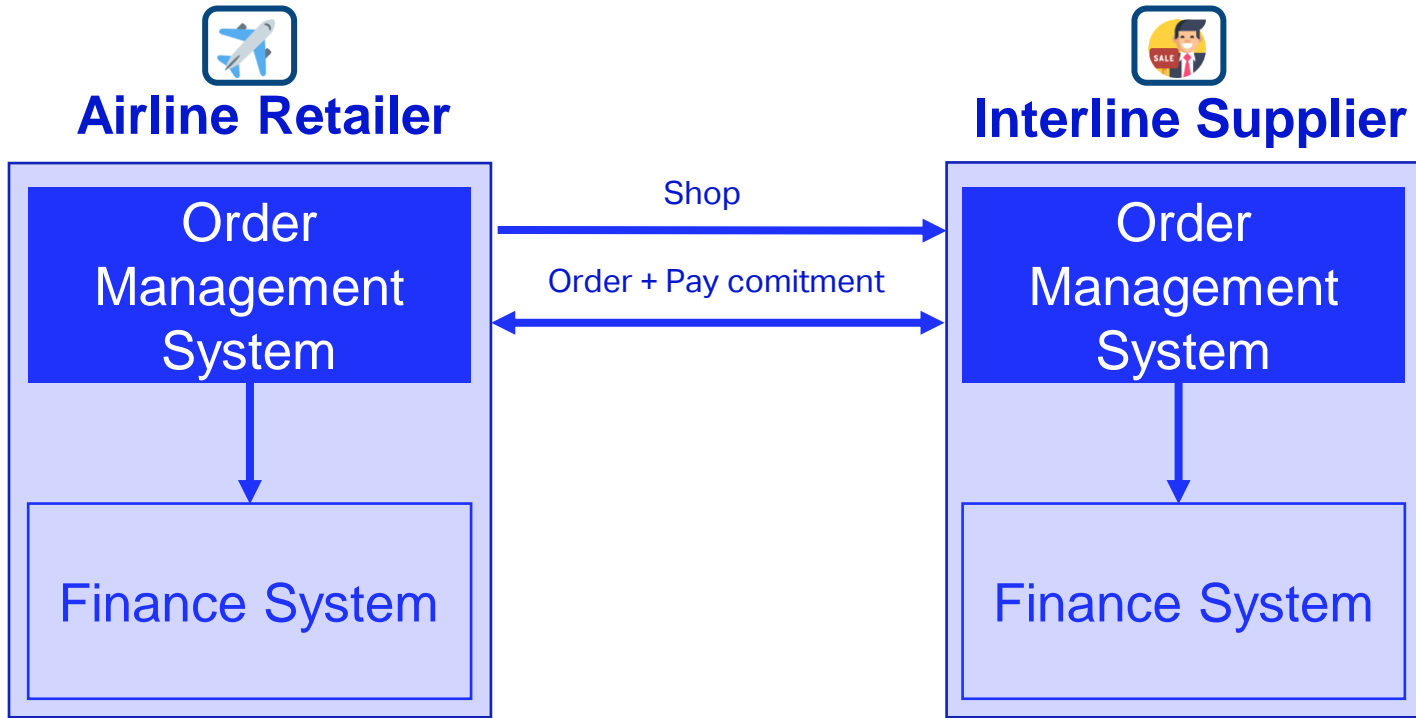 SALE
Airline Retailer
Interline Supplier
Order
Management
System
Shop
Order + Pay comitment
Order
Management
System
Finance System
Finance System